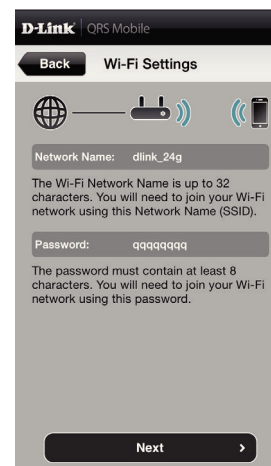 D-Link QRS Mobile
Back Wi-Fi Settings
Network Name: dlink_24g
The Wi-Fi Network Name is up to 32
characters. You will need to join your Wi-Fi
network using this Network Name (SSID).
Password: qqqqqqqq
The password must contain at least 8
characters. You will need to join your Wi-Fi
network using this password.
Next